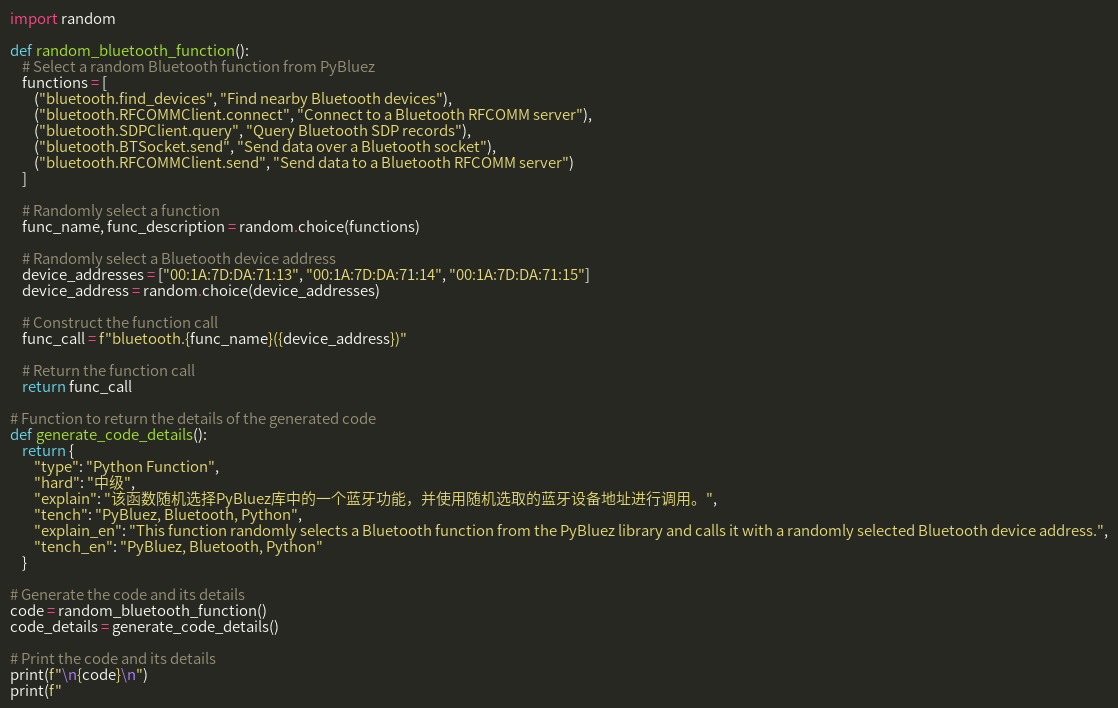 import random

def random_bluetooth_function():
    # Select a random Bluetooth function from PyBluez
    functions = [
        ("bluetooth.find_devices", "Find nearby Bluetooth devices"),
        ("bluetooth.RFCOMMClient.connect", "Connect to a Bluetooth RFCOMM server"),
        ("bluetooth.SDPClient.query", "Query Bluetooth SDP records"),
        ("bluetooth.BTSocket.send", "Send data over a Bluetooth socket"),
        ("bluetooth.RFCOMMClient.send", "Send data to a Bluetooth RFCOMM server")
    ]

    # Randomly select a function
    func_name, func_description = random.choice(functions)

    # Randomly select a Bluetooth device address
    device_addresses = ["00:1A:7D:DA:71:13", "00:1A:7D:DA:71:14", "00:1A:7D:DA:71:15"]
    device_address = random.choice(device_addresses)

    # Construct the function call
    func_call = f"bluetooth.{func_name}({device_address})"

    # Return the function call
    return func_call

# Function to return the details of the generated code
def generate_code_details():
    return {
        "type": "Python Function",
        "hard": "中级",
        "explain": "该函数随机选择PyBluez库中的一个蓝牙功能，并使用随机选取的蓝牙设备地址进行调用。",
        "tench": "PyBluez, Bluetooth, Python",
        "explain_en": "This function randomly selects a Bluetooth function from the PyBluez library and calls it with a randomly selected Bluetooth device address.",
        "tench_en": "PyBluez, Bluetooth, Python"
    }

# Generate the code and its details
code = random_bluetooth_function()
code_details = generate_code_details()

# Print the code and its details
print(f"\n{code}\n")
print(f"